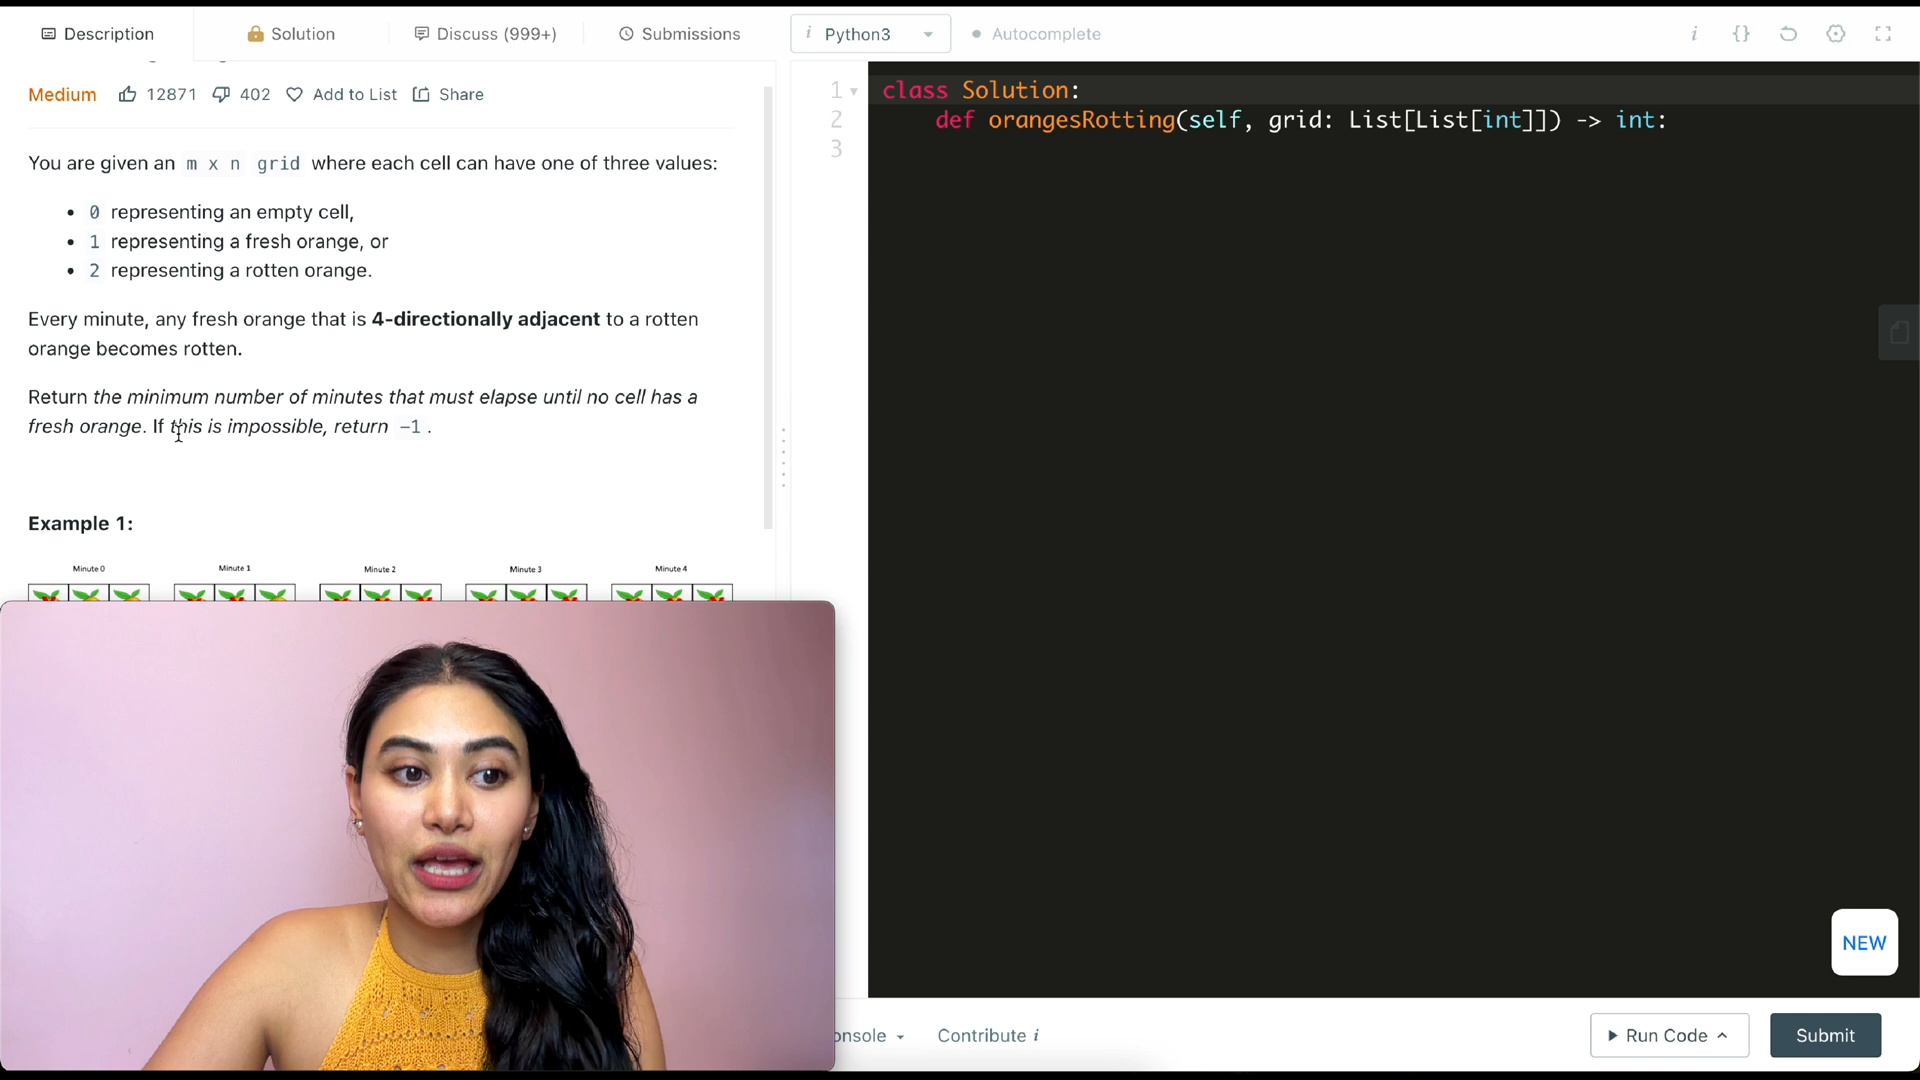 Description
Solution
Discuss (999+)
Submissions
i Python3
Autocomplete
i {}
Medium 12871 402 Add to List Share
You are given an m x n grid where each cell can have one of three values:
• 0 representing an empty cell,
• 1 representing a fresh orange, or
• 2 representing a rotten orange.
Every minute, any fresh orange that is 4-directionally adjacent to a rotten
orange becomes rotten.
Return the minimum number of minutes that must elapse until no cell has a
fresh orange. If this is impossible, return -1.
Example 1:
Minute 0 Minute 1 Minute 2 Minute 3 Minute 4
1 class Solution:
2 def orangesRotting(self, grid: List[List[int]]) -> int:
3
NEW
onsole
Contribute i
Run Code
Submit